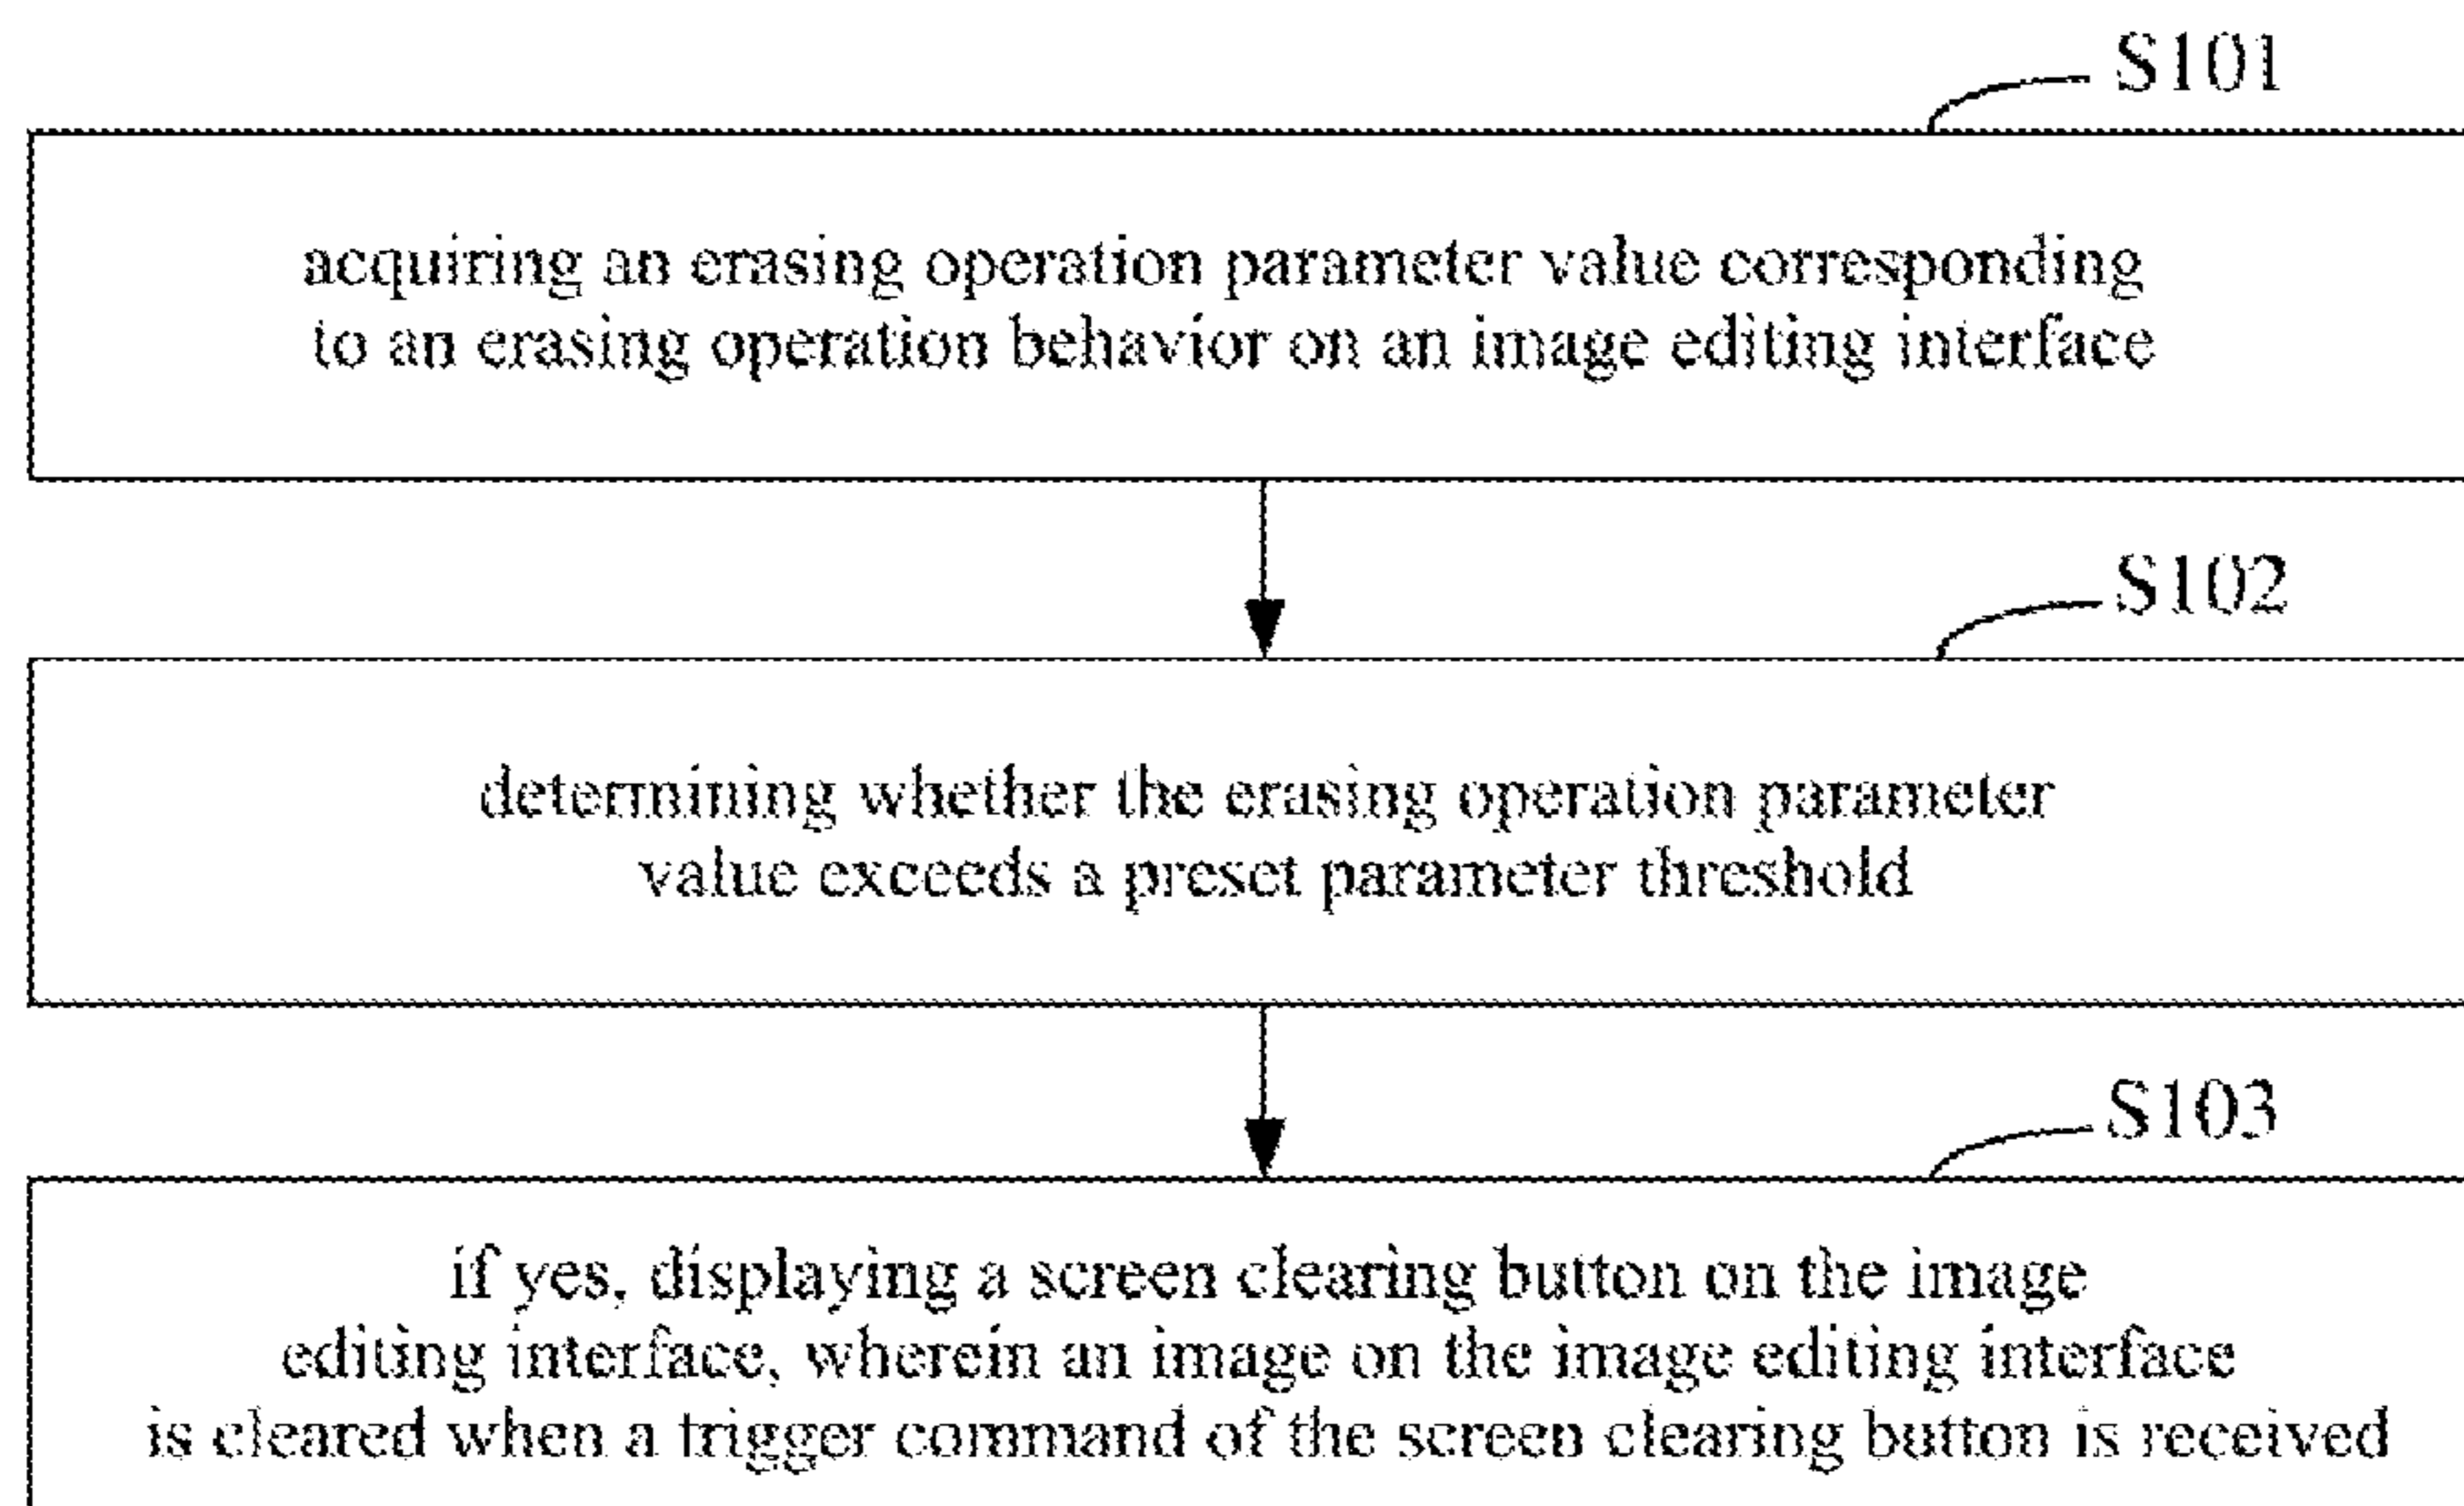 S101
acquiring an erasing operation parameter value corresponding
to an erasing operation behavior on an image editing interface
S102
determining whether the erasing operation parameter
value exceeds a preset parameter threshold
S103
if yes, displaying a screen clearing button on the image
editing interface, wherein an image on the image editing interface
is cleared when a trigger command of the screen clearing button is received